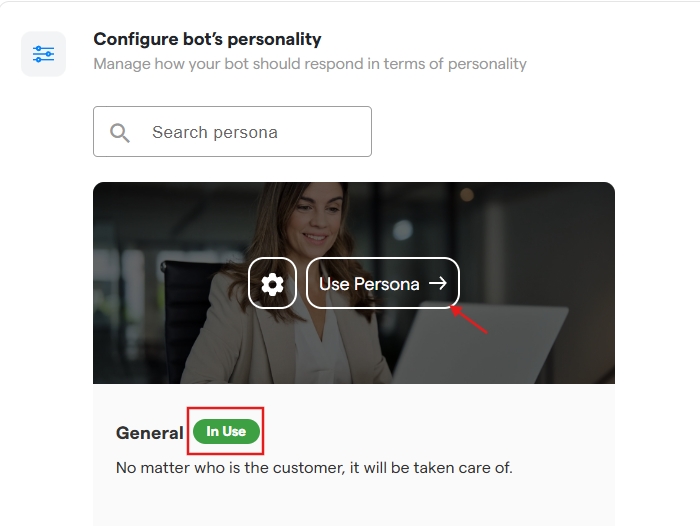 Configure bot’s personality
Manage how your bot should respond in terms of personality
Search persona
Use Persona →
General In Use
No matter who is the customer, it will be taken care of.